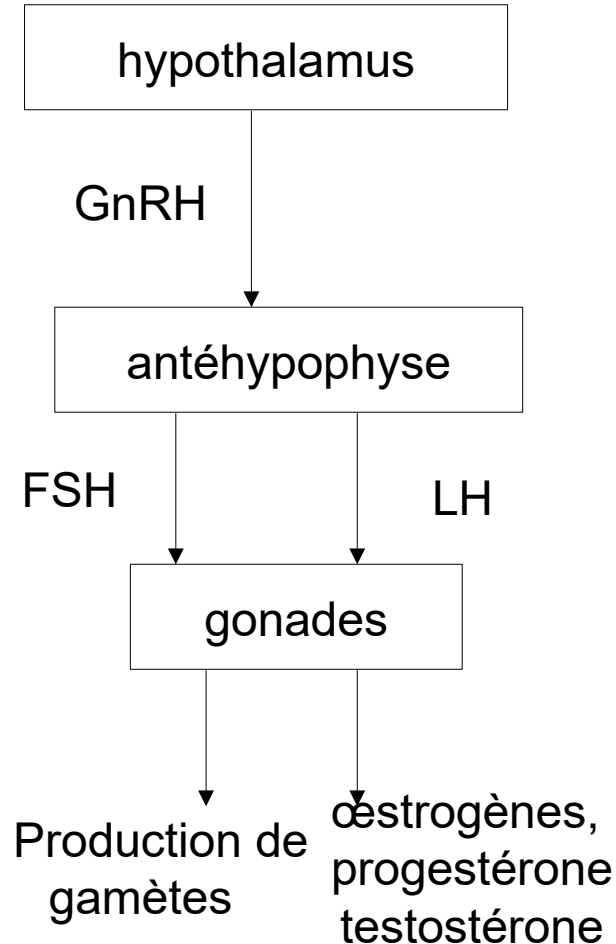 hypothalamus
GnRH
antéhypophyse
FSH
LH
gonades
Production de
gamètes
œstrogènes,
progestérone
testostérone